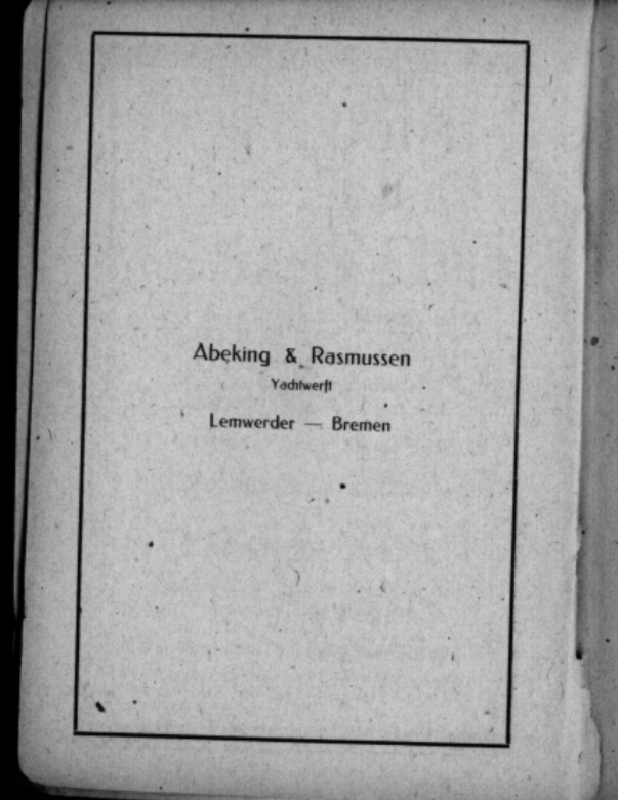 Abeking & Rasmussen
Yachtwerft
Lemwerder — Bremen